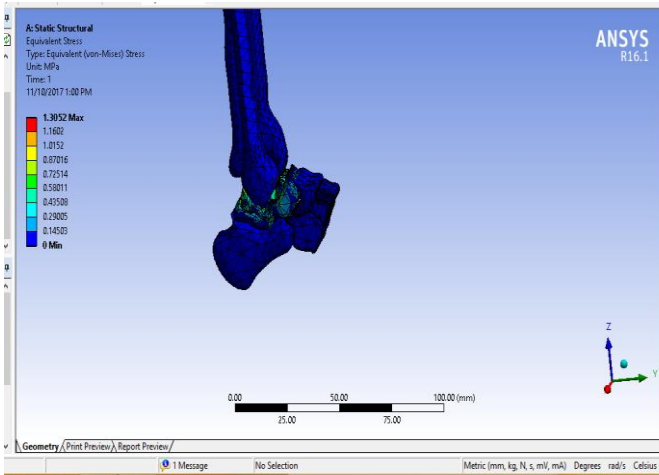 A: Static Structural
Equivalent Stress
Type: Equivalent (von-Mises) Stress
Unit: MPa
Time: 1
11/10/2017 1:00 PM
1.3052 Max
1.1602
1.0152
0.87016
0.72514
0.58011
0.43508
0.29005
0.14503
0 Min
ANSYS
R16.1
Z
Y
0.00
50.00
100.00 (mm)
25.00
75.00
Geometry Print Preview Report Preview
1 Message
No Selection
Metric (mm, kg, N, s, mV, mA) Degrees rad/s Celsius